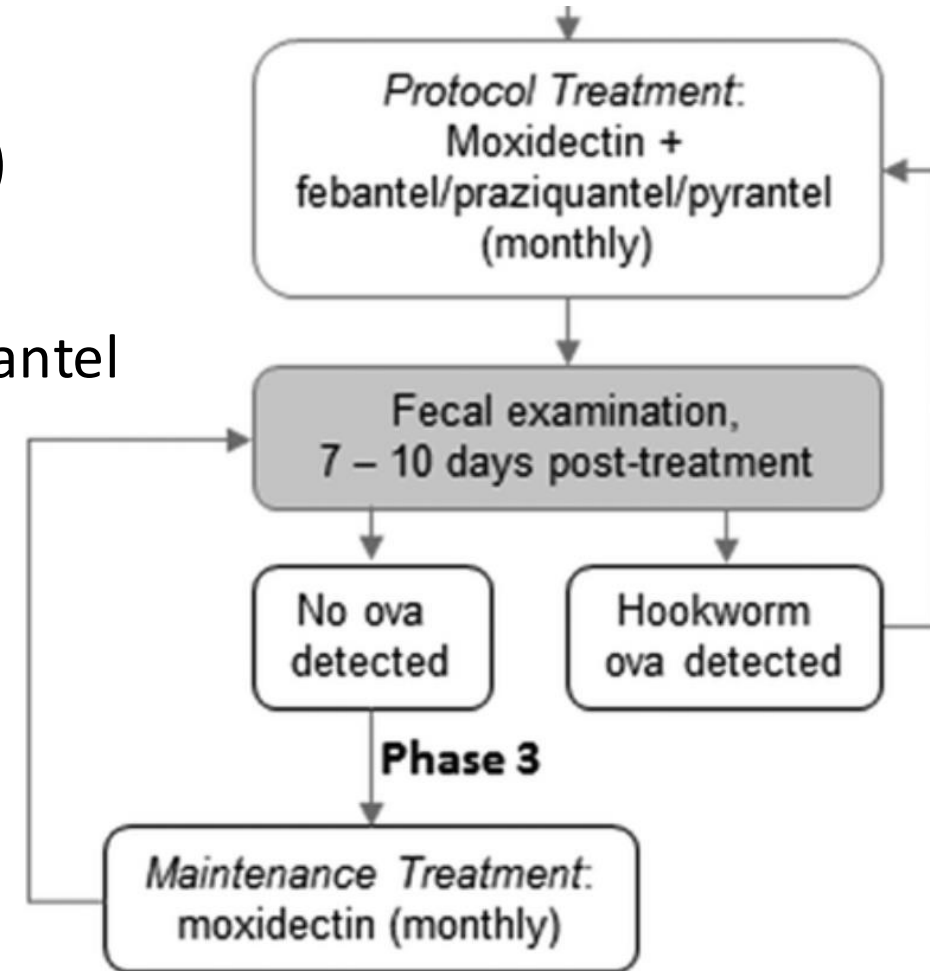 Protocol Treatment:
Moxidectin +
)
febantel/praziquantel/pyrantel
(monthly)
antel
Fecal examination,
7 – 10 days post-treatment
No ova
detected
Hookworm
ova detected
Phase 3
Maintenance Treatment:
moxidectin (monthly)